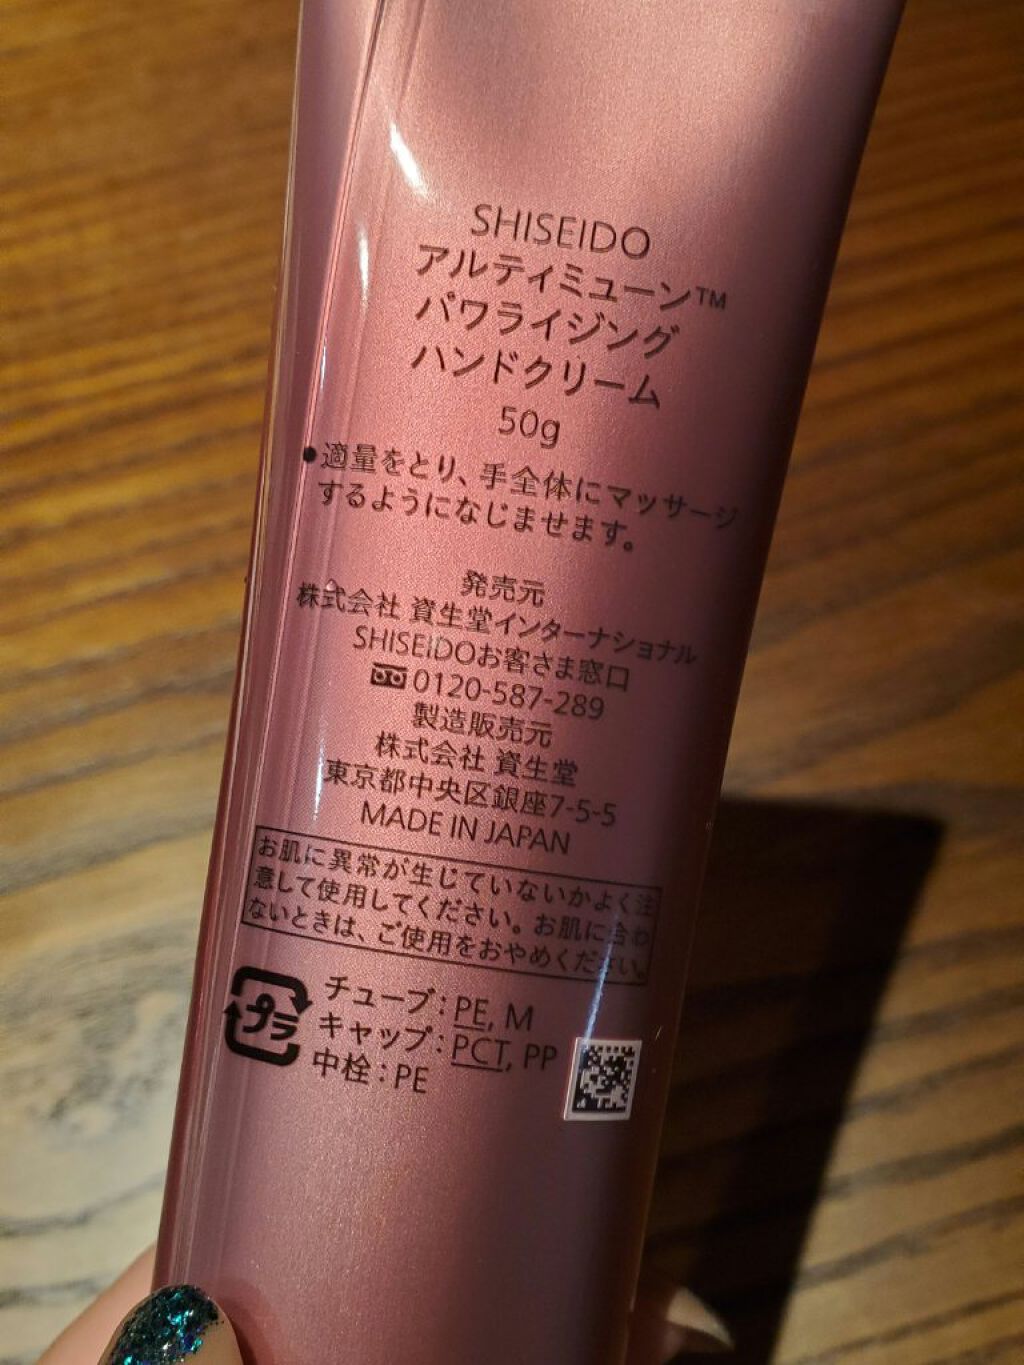 SHISEIDO
アルティミューン™
パワライジング
ハンドクリーム
50g
●適量をとり、手全体にマッサージ
するようになじませます。
発売元
株式会社 資生堂インターナショナル
SHISEIDOお客さま窓口
0120-587-289
製造販売元
株式会社 資生堂
東京都中央区銀座7-5-5
MADE IN JAPAN
お肌に異常が生じていないかよく注
意して使用してください。お肌に合わ
ないときは、ご使用をおやめください。
プラ
チューブ：PE, M
キャップ：PCT, PP
中栓：PE